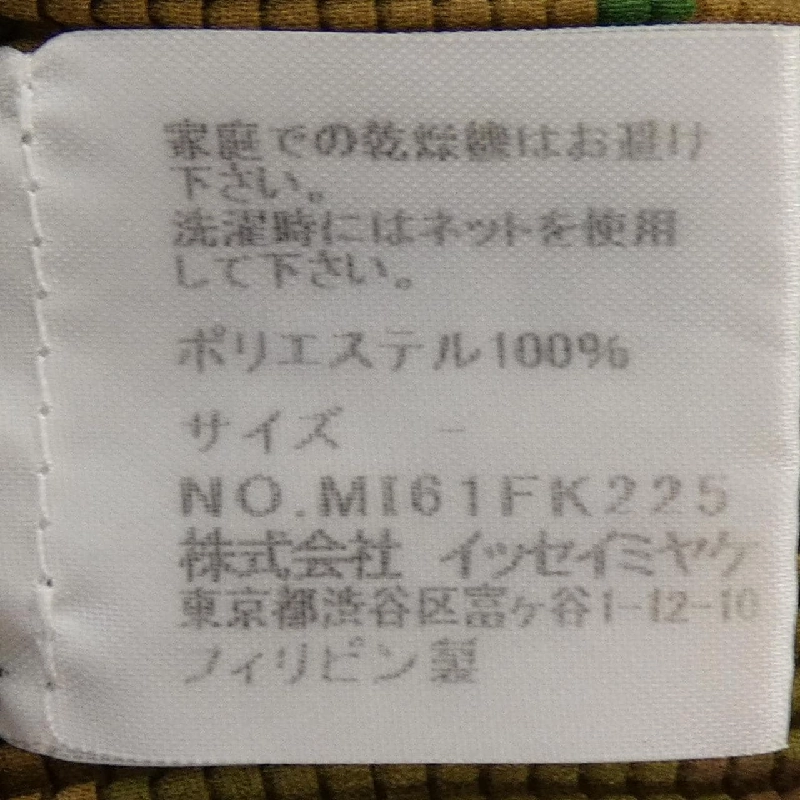 家庭での乾燥機はお避け
下さい。
洗濯時にはネットを使用
して下さい。
ポリエステル100%
サイズ -
NO.MI61FK225
株式会社 イッセイミヤケ
東京都渋谷区富ヶ谷1-12-10
フィリピン製